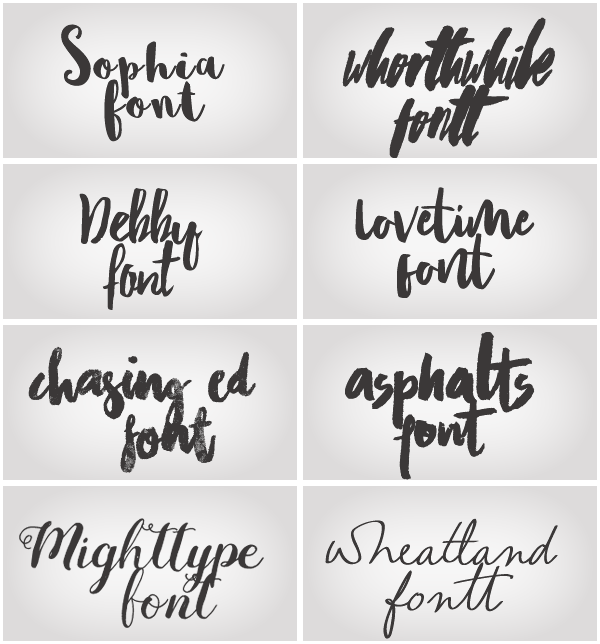 Sophia
font
whorthwhile
fontt
Debby
font
Lovetime
font
chasing ed
font
asphalts
font
Mighttype
font
Wheatland
fontt